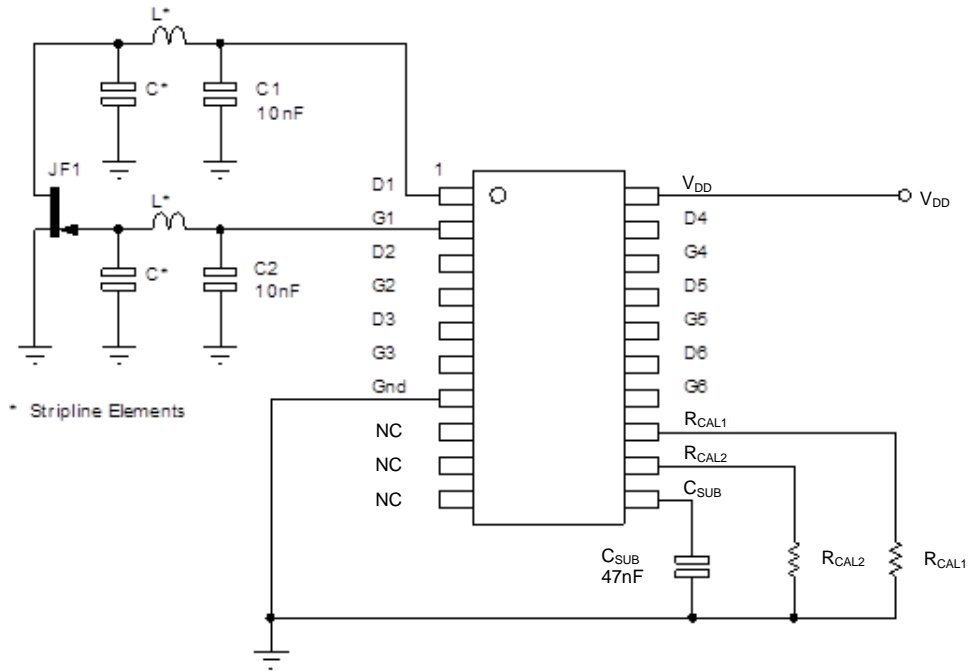 L*
C*
C1
10nF
JF1
L*
C*
C2
10nF
* Stripline Elements
1
D1
G1
D2
G2
D3
G3
Gnd
NC
NC
NC
VDD
VDD
D4
G4
D5
G5
D6
G6
RCAL1
RCAL2
CSUB
CSUB
47nF
RCAL2
RCAL1